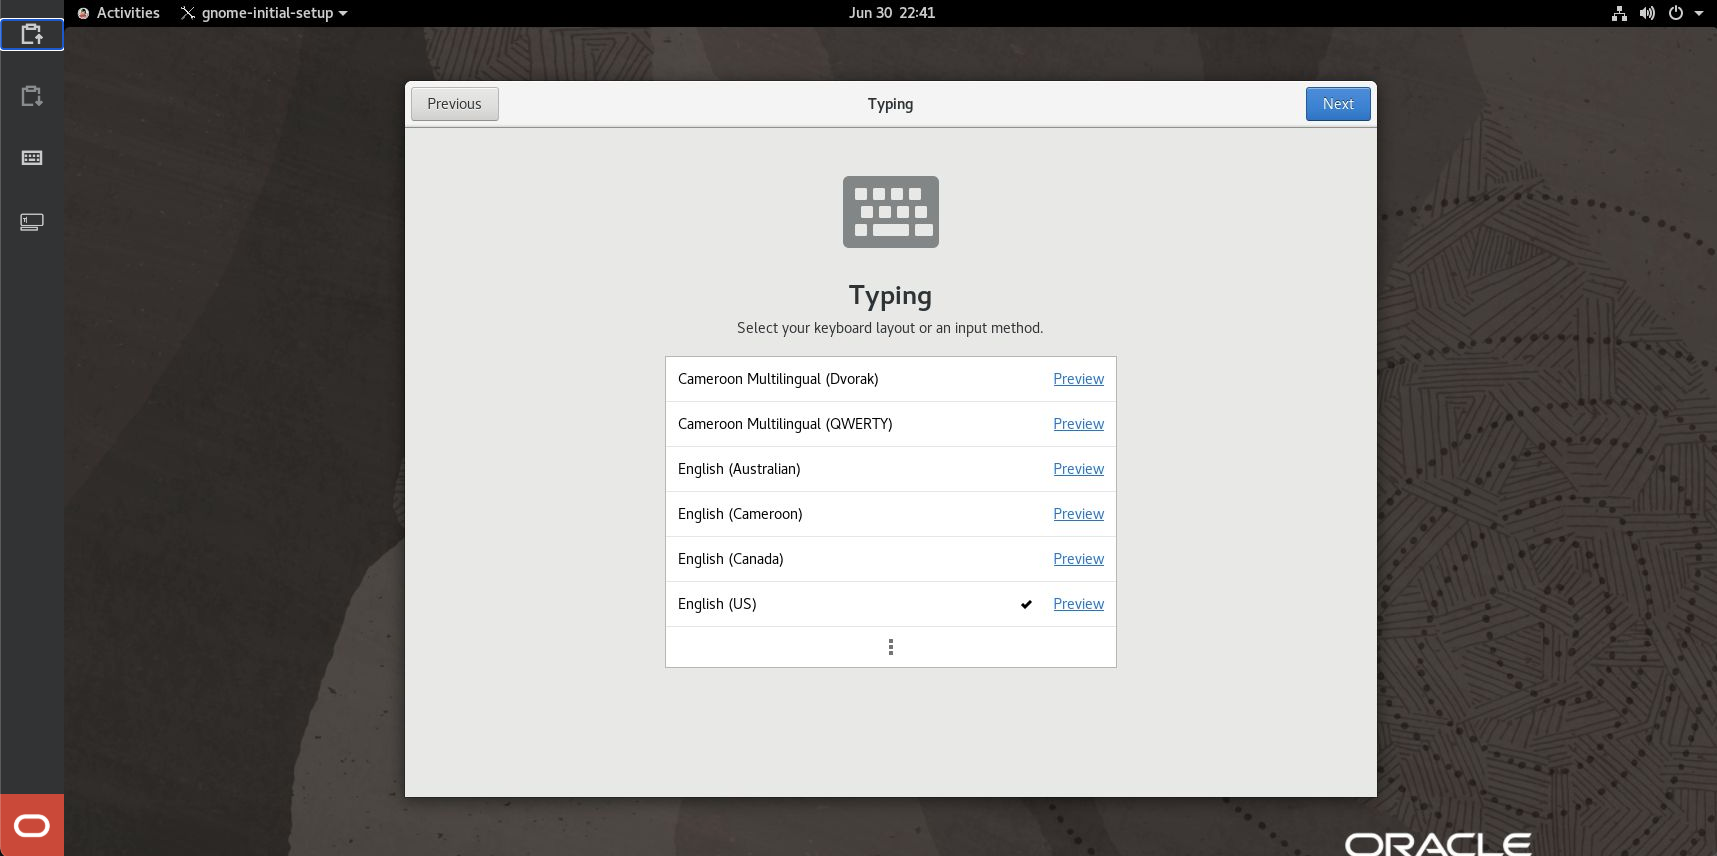 Activities
gnome-initial-setup
Jun 30 22:41
Previous
Typing
Next
Typing
Select your keyboard layout or an input method.
Cameroon Multilingual (Dvorak) Preview
Cameroon Multilingual (QWERTY) Preview
English (Australian) Preview
English (Cameroon) Preview
English (Canada) Preview
English (US) Preview
ORACLE